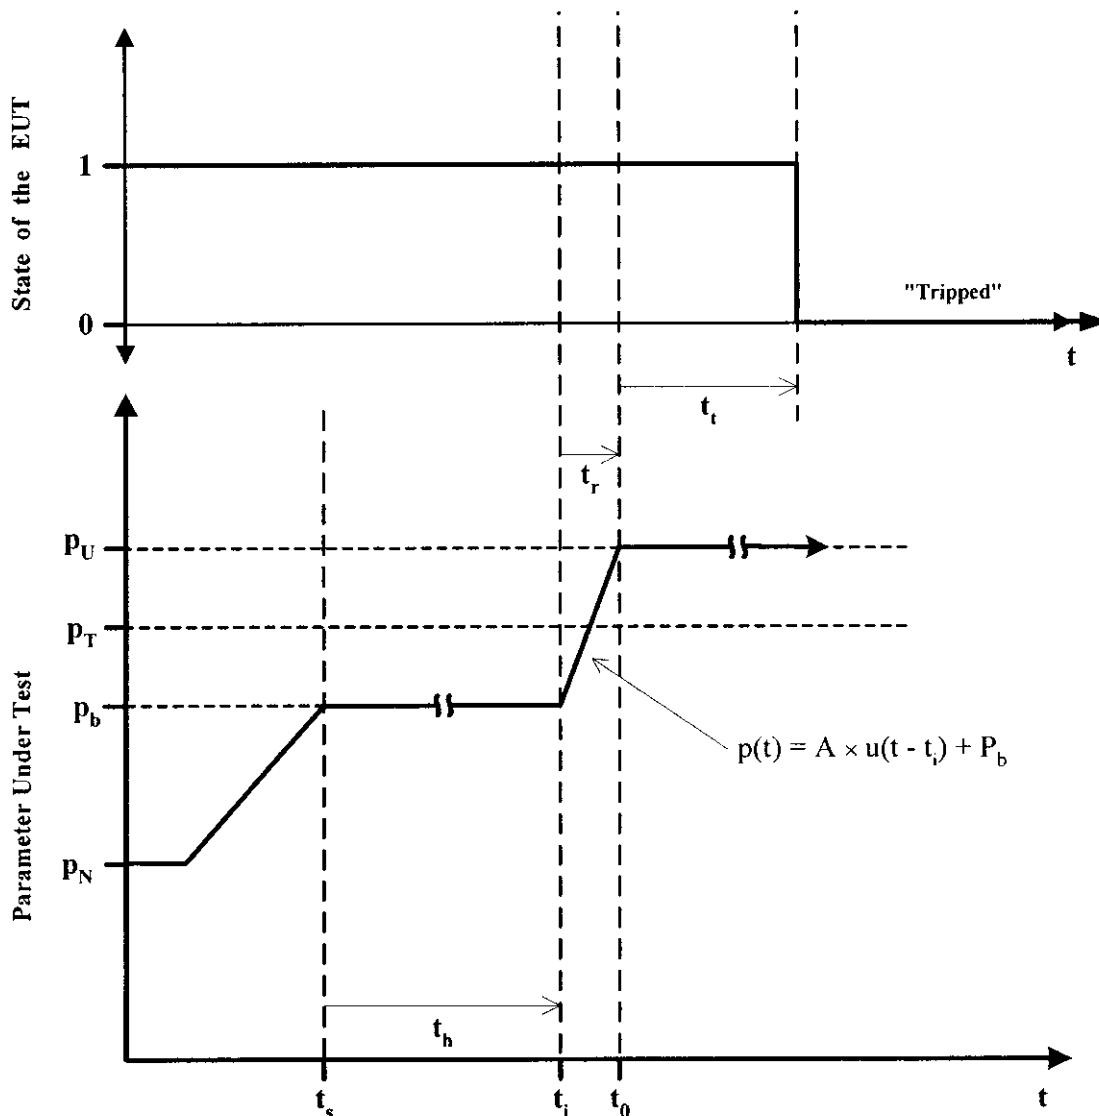 State of the EUT
1
0
"Tripped"
t
t_t
t_r
p_U
p_T
p_b
p_N
p(t) = A × u(t - t_i) + P_b
Parameter Under Test
t_h
t_s
t_i
t_0
t